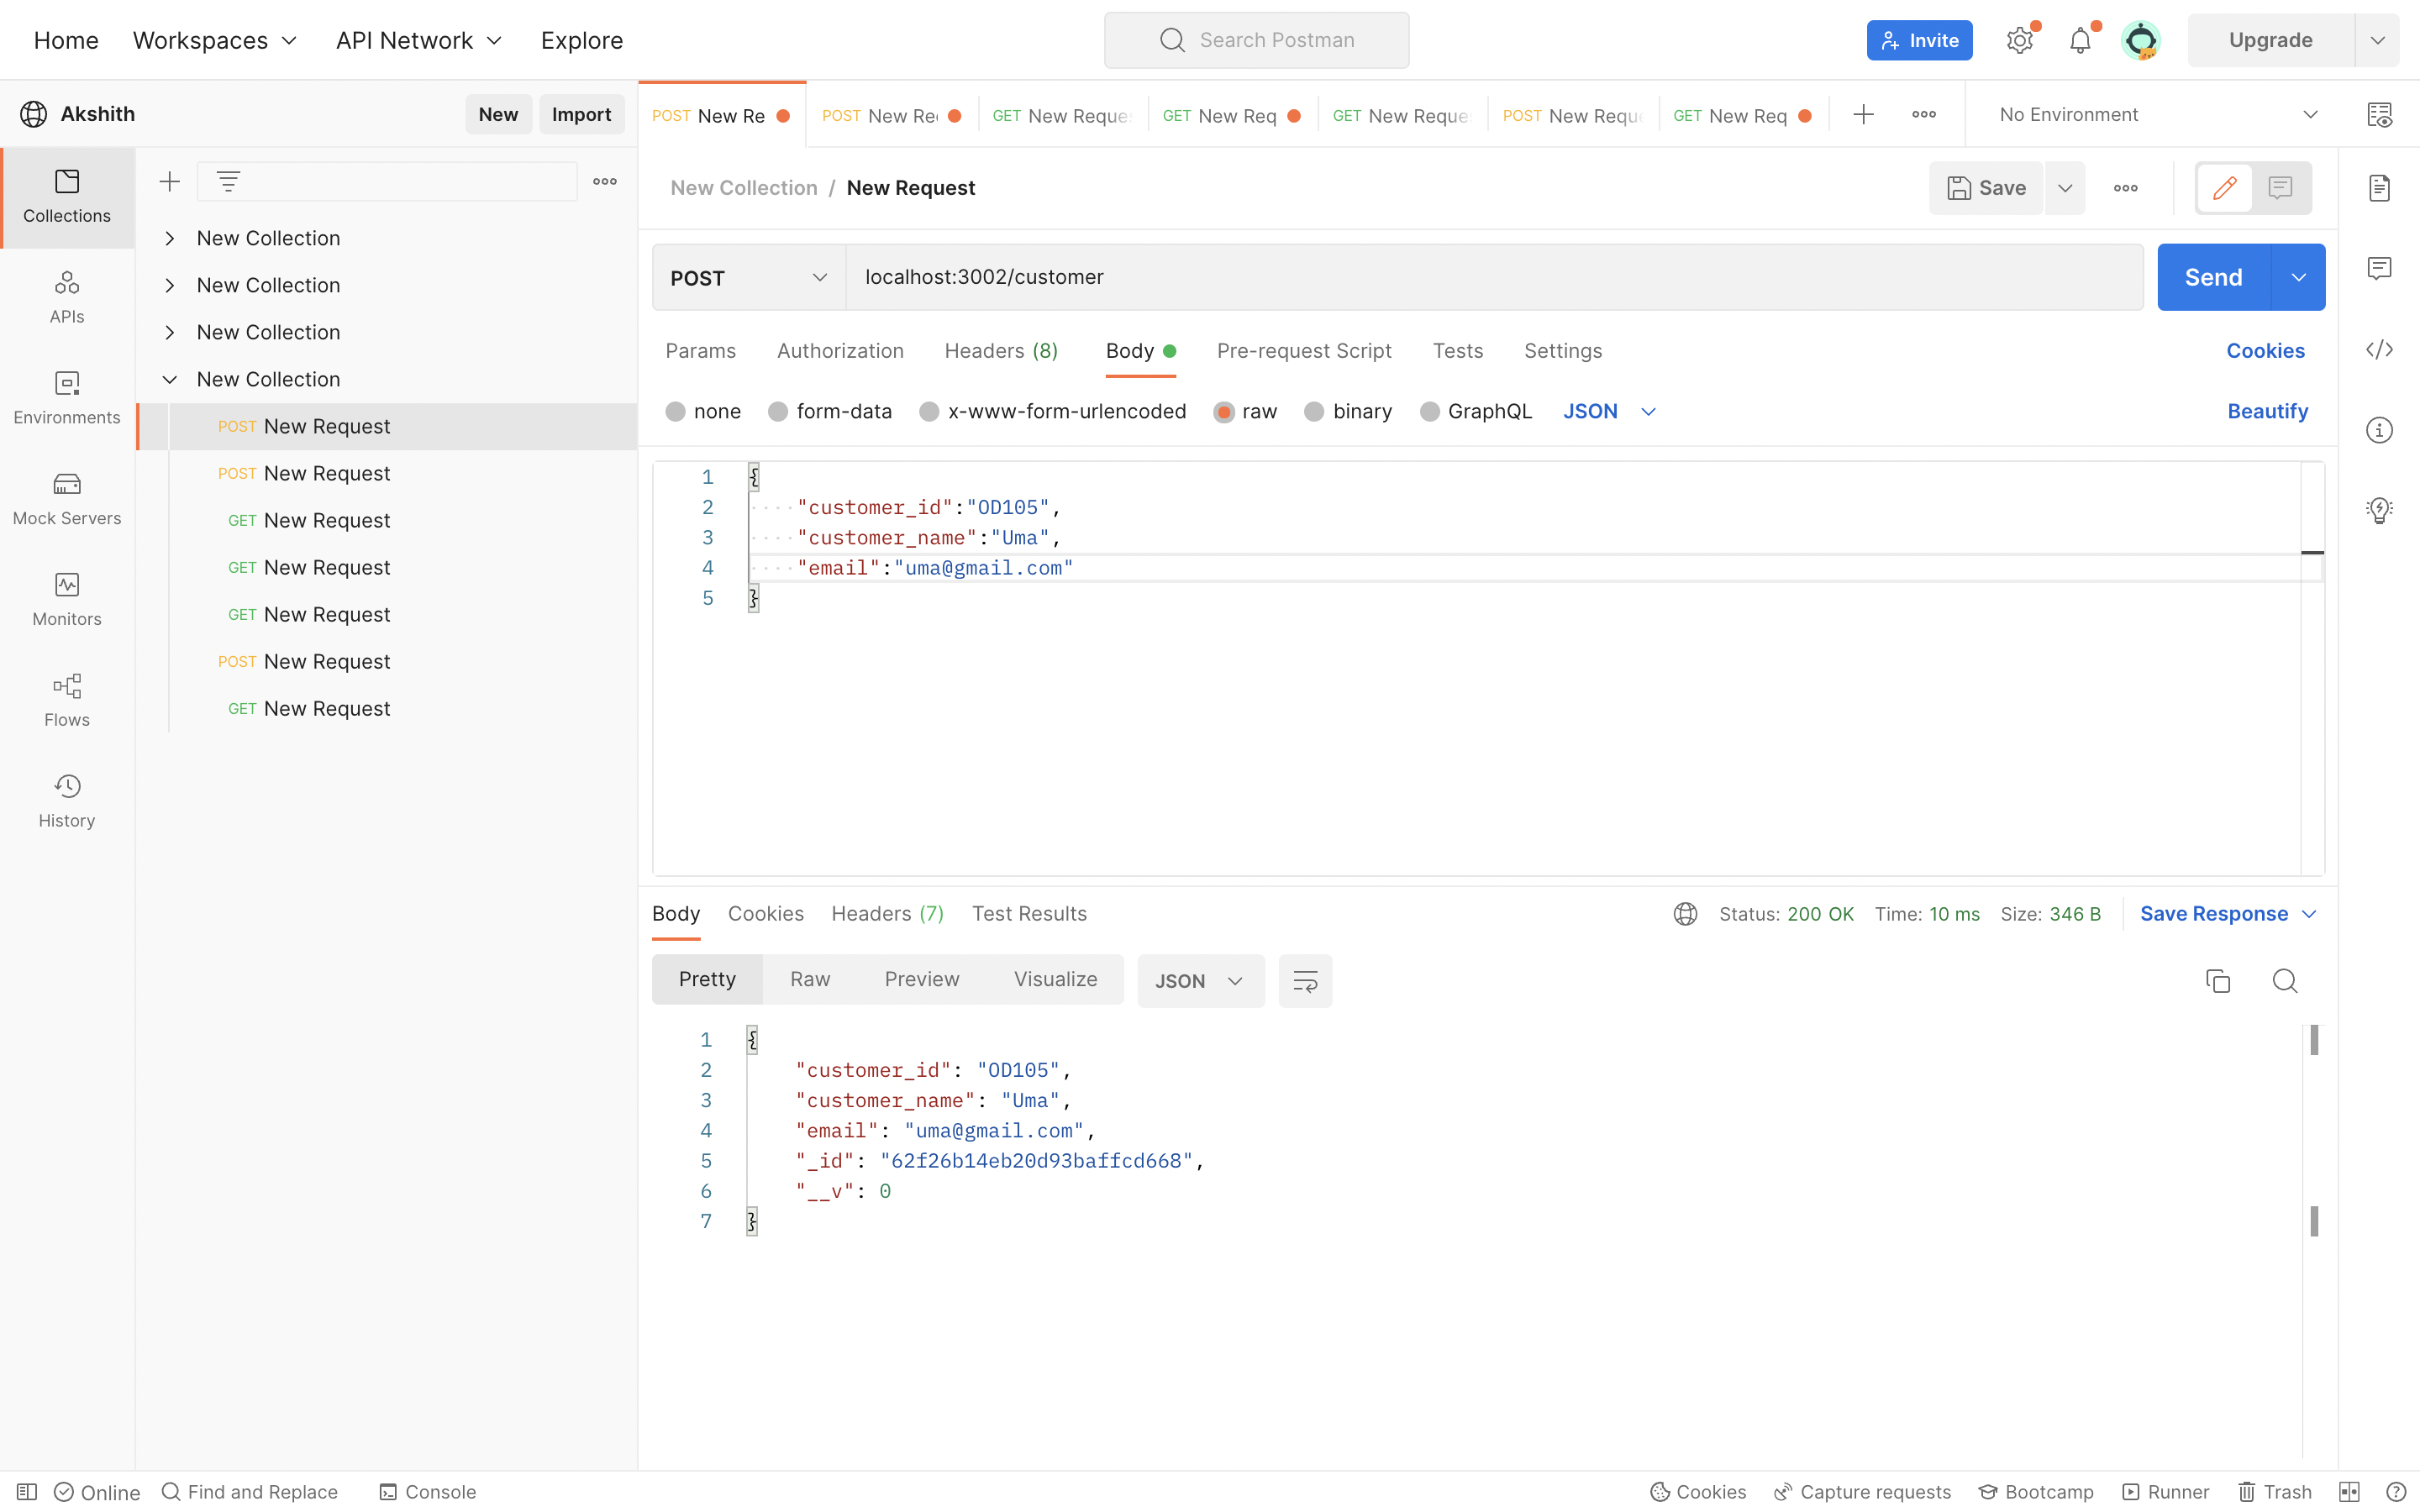 Home Workspaces API Network Explore Search Postman Invite Upgrade
Akshith New Import
POST New Re POST New Re GET New Reque GET New Req GET New Reque POST New Requ GET New Req No Environment
Collections
APIs
Environments
Mock Servers
Monitors
Flows
History
New Collection
New Collection
New Collection
New Collection
POST New Request
POST New Request
GET New Request
GET New Request
GET New Request
POST New Request
GET New Request
New Collection / New Request Save
POST localhost:3002/customer Send
Params Authorization Headers (8) Body Pre-request Script Tests Settings Cookies
none form-data x-www-form-urlencoded raw binary GraphQL JSON Beautify
1 {
2 "customer_id":"OD105",
3 "customer_name":"Uma",
4 "email":"uma@gmail.com"
5 }
Body Cookies Headers (7) Test Results Status: 200 OK Time: 10 ms Size: 346 B Save Response
Pretty Raw Preview Visualize JSON
1 {
2 "customer_id": "OD105",
3 "customer_name": "Uma",
4 "email": "uma@gmail.com",
5 "_id": "62f26b14eb20d93baffcd668",
6 "__v": 0
7 }
Online Find and Replace Console Cookies Capture requests Bootcamp Runner Trash